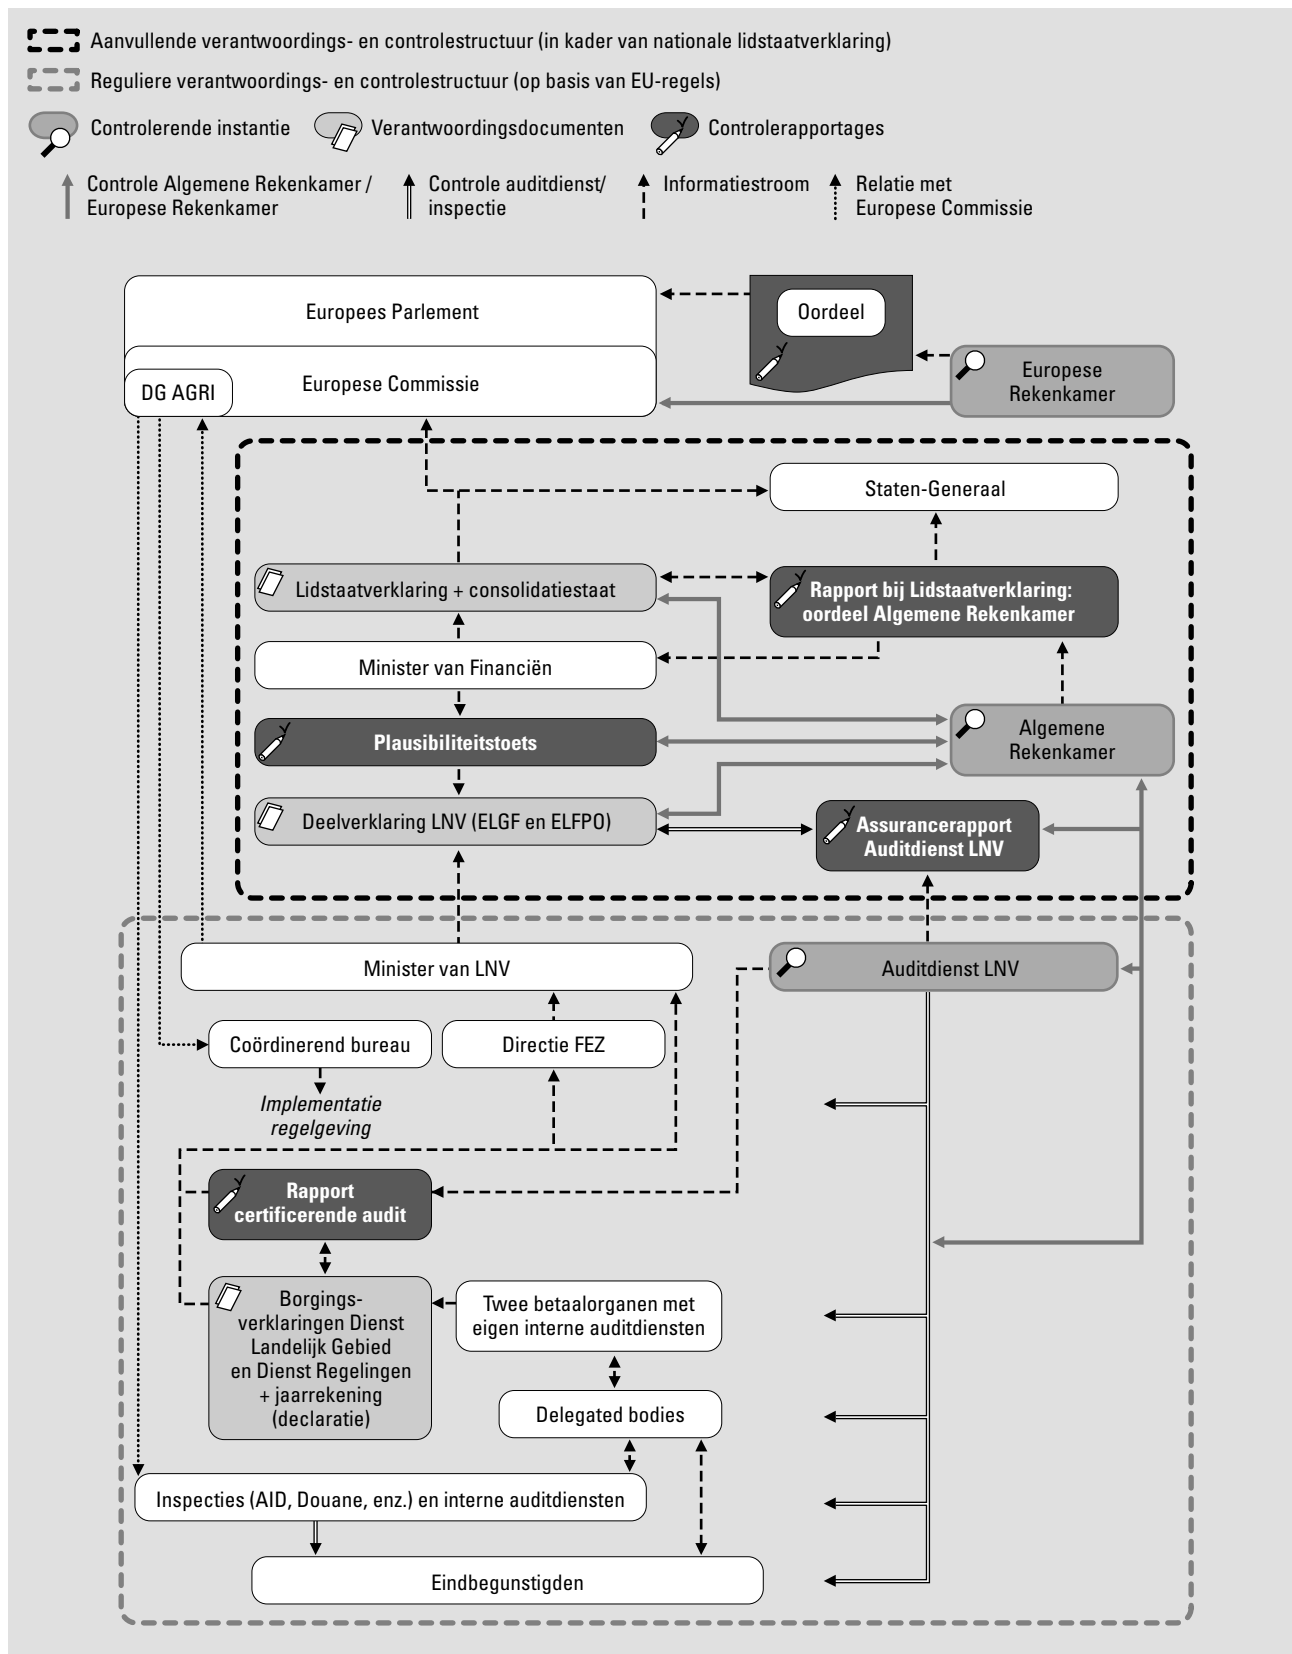 Aanvullende verantwoordings- en controlestructuur (in kader van nationale lidstaatverklaring)
Reguliere verantwoordings- en controlestructuur (op basis van EU-regels)
Controlerende instantie
Verantwoordingsdocumenten
Controlerapportages
Controle Algemene Rekenkamer /
Europese Rekenkamer
Controle auditdienst/
inspectie
Informatiestroom
Relatie met
Europese Commissie
Europees Parlement
Oordeel
Europese Commissie
DG AGRI
Europese
Rekenkamer
Staten-Generaal
Lidstaatverklaring + consolidatiestaat
Rapport bij Lidstaatverklaring:
oordeel Algemene Rekenkamer
Minister van Financiën
Plausibiliteitstoets
Algemene
Rekenkamer
Deelverklaring LNV (ELGF en ELFPO)
Assurancerapport
Auditdienst LNV
Minister van LNV
Auditdienst LNV
Coördinerend bureau
Directie FEZ
Implementatie
regelgeving
Rapport
certificerende audit
Borgings-
verklaringen Dienst
Landelijk Gebied
en Dienst Regelingen
+ jaarrekening
(declaratie)
Twee betaalorganen met
eigen interne auditdiensten
Delegated bodies
Inspecties (AID, Douane, enz.) en interne auditdiensten
Eindbegunstigden